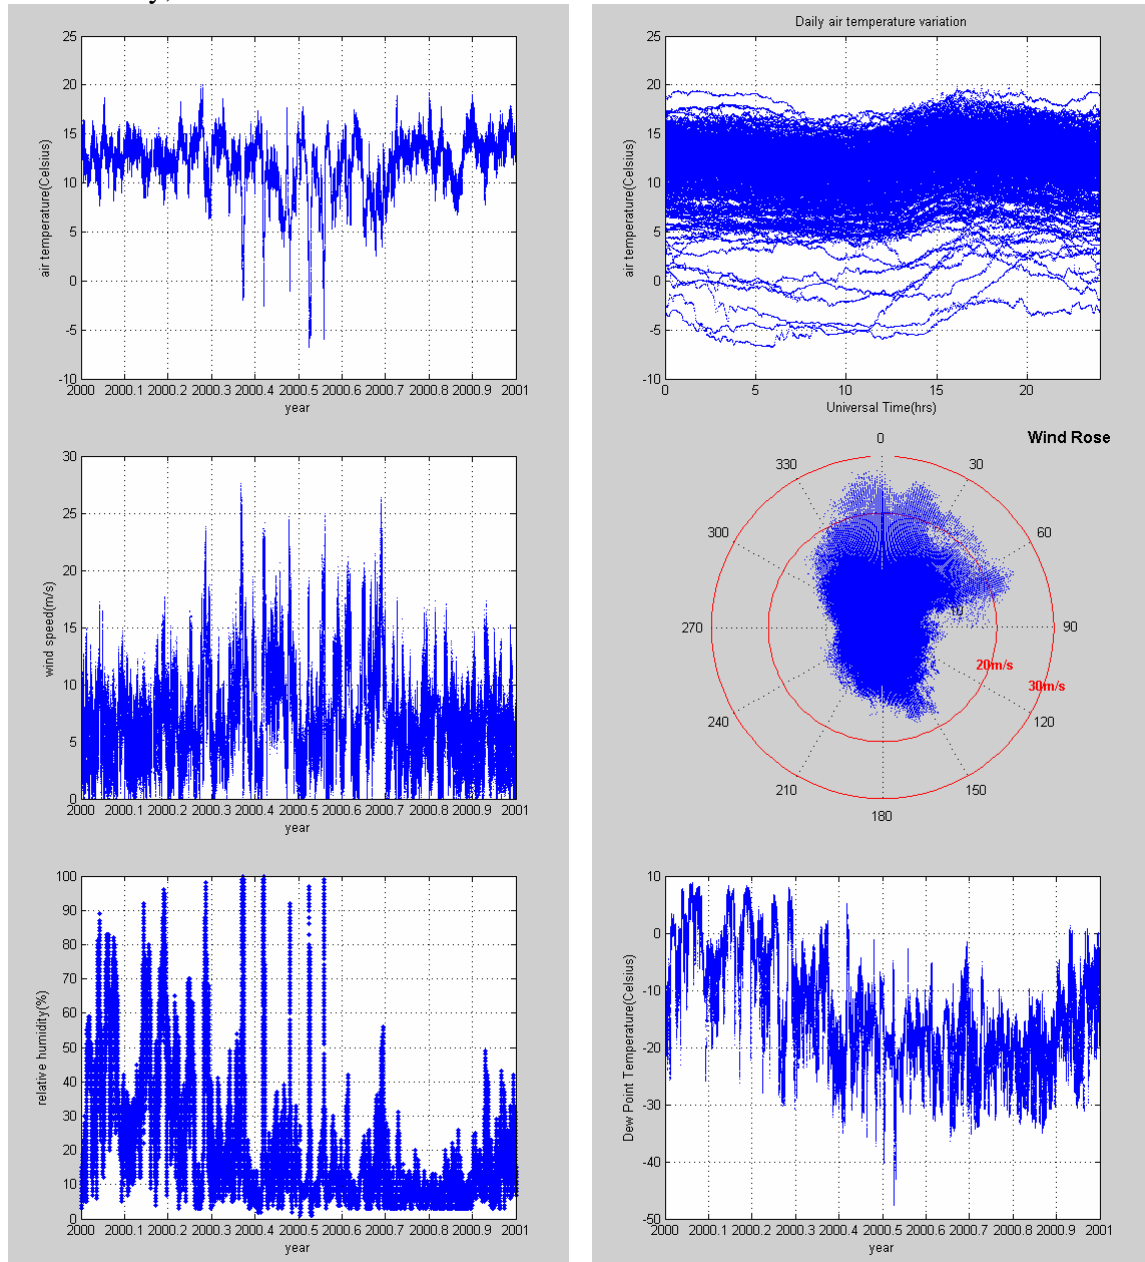 25
20
15
10
5
0
-5
-10
2000 2000.1 2000.2 2000.3 2000.4 2000.5 2000.6 2000.7 2000.8 2000.9 2001
year
air temperature(Celsius)
Daily air temperature variation
25
20
15
10
5
0
-5
-10
0 5 10 15 20
Universal Time(hrs)
air temperature(Celsius)
30
25
20
15
10
5
0
2000 2000.1 2000.2 2000.3 2000.4 2000.5 2000.6 2000.7 2000.8 2000.9 2001
year
wind speed(m/s)
Wind Rose
0
330 30
300 60
270 10 90
20m/s
30m/s
240 120
210 150
180
100
90
80
70
60
50
40
30
20
10
0
2000 2000.1 2000.2 2000.3 2000.4 2000.5 2000.6 2000.7 2000.8 2000.9 2001
year
relative humidity(%)
10
0
-10
-20
-30
-40
-50
2000 2000.1 2000.2 2000.3 2000.4 2000.5 2000.6 2000.7 2000.8 2000.9 2001
year
Dew Point Temperature(Celsius)